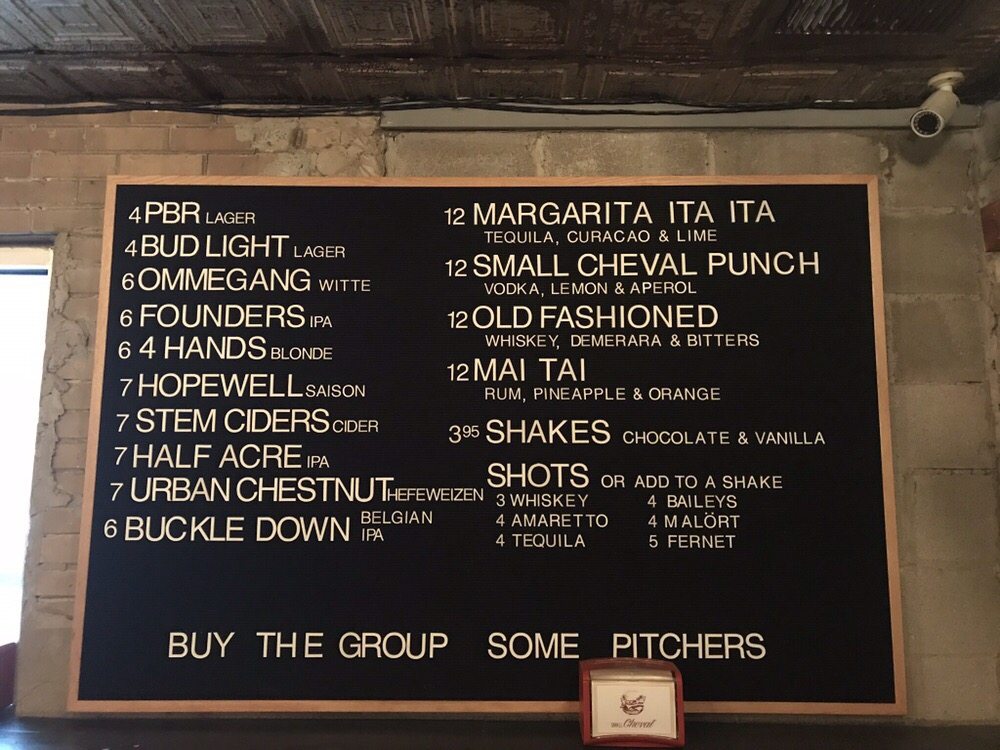 4 PBR LAGER
4 BUD LIGHT LAGER
6 OMMEGANG WITTE
6 FOUNDERS IPA
6 4 HANDS BLONDE
7 HOPEWELL SAISON
7 STEM CIDERS CIDER
7 HALF ACRE IPA
7 URBAN CHESTNUT HEFEWEIZEN
6 BUCKLE DOWN BELGIAN
IPA
12 MARGARITA ITA ITA
TEQUILA, CURACAO & LIME
12 SMALL CHEVAL PUNCH
VODKA, LEMON & APEROL
12 OLD FASHIONED
WHISKEY, DEMERARA & BITTERS
12 MAI TAI
RUM, PINEAPPLE & ORANGE
3 95 SHAKES CHOCOLATE & VANILLA
SHOTS OR ADD TO A SHAKE
3 WHISKEY 4 BAILEYS
4 AMARETTO 4 MALÖRT
4 TEQUILA 5 FERNET
BUY THE GROUP SOME PITCHERS
Cheval